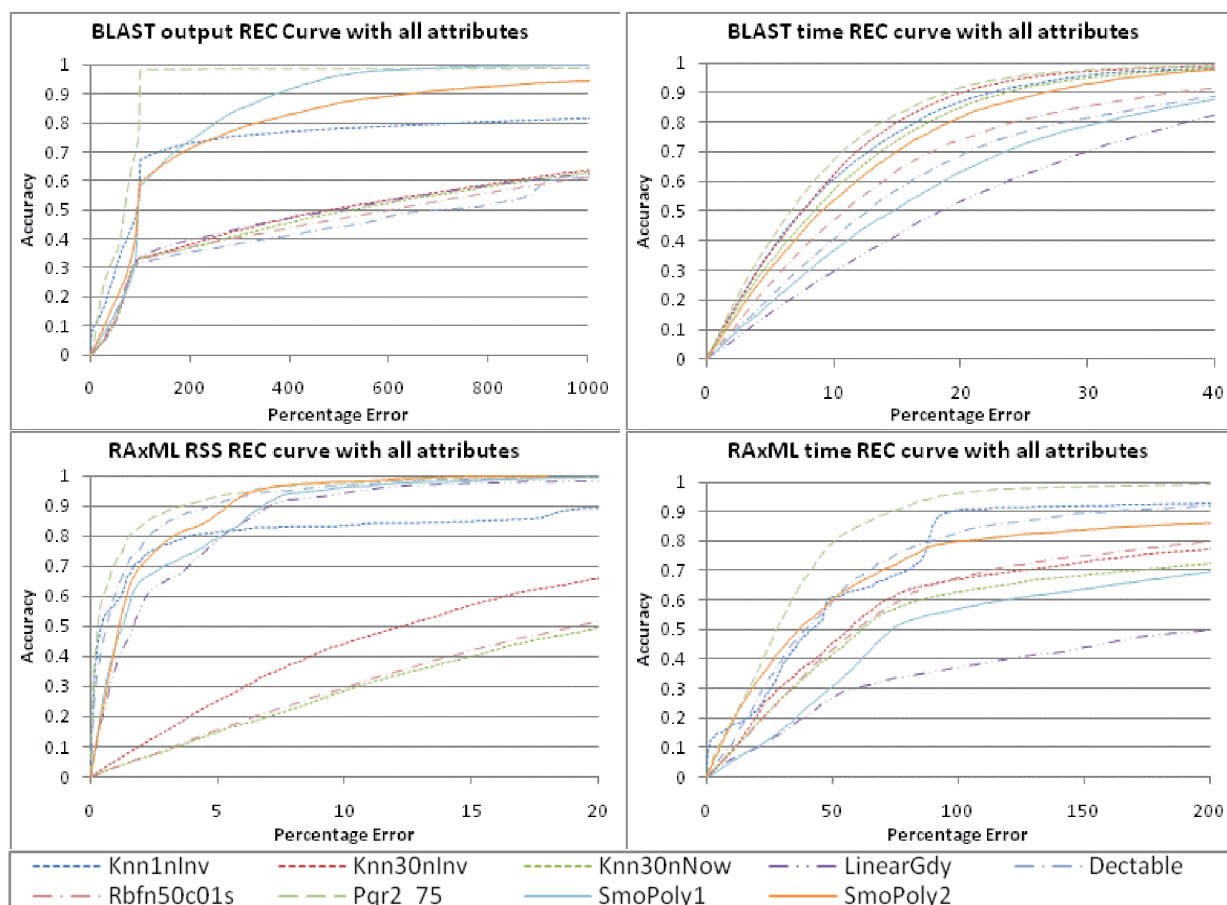 BLAST output REC Curve with all attributes
1
0.9
0.8
0.7
0.6
0.5
0.4
0.3
0.2
0.1
0
Accuracy
0 200 400 600 800 1000
Percentage Error
BLAST time REC curve with all attributes
1
0.9
0.8
0.7
0.6
0.5
0.4
0.3
0.2
0.1
0
Accuracy
0 10 20 30 40
Percentage Error
RAxML RSS REC curve with all attributes
1
0.9
0.8
0.7
0.6
0.5
0.4
0.3
0.2
0.1
0
Accuracy
0 5 10 15 20
Percentage Error
RAxML time REC curve with all attributes
1
0.9
0.8
0.7
0.6
0.5
0.4
0.3
0.2
0.1
0
Accuracy
0 50 100 150 200
Percentage Error
Knn1nInv Knn30nInv Knn30nNow LinearGdy Dectable
Rbfn50c01s Pqr2_75 SmoPoly1 SmoPoly2